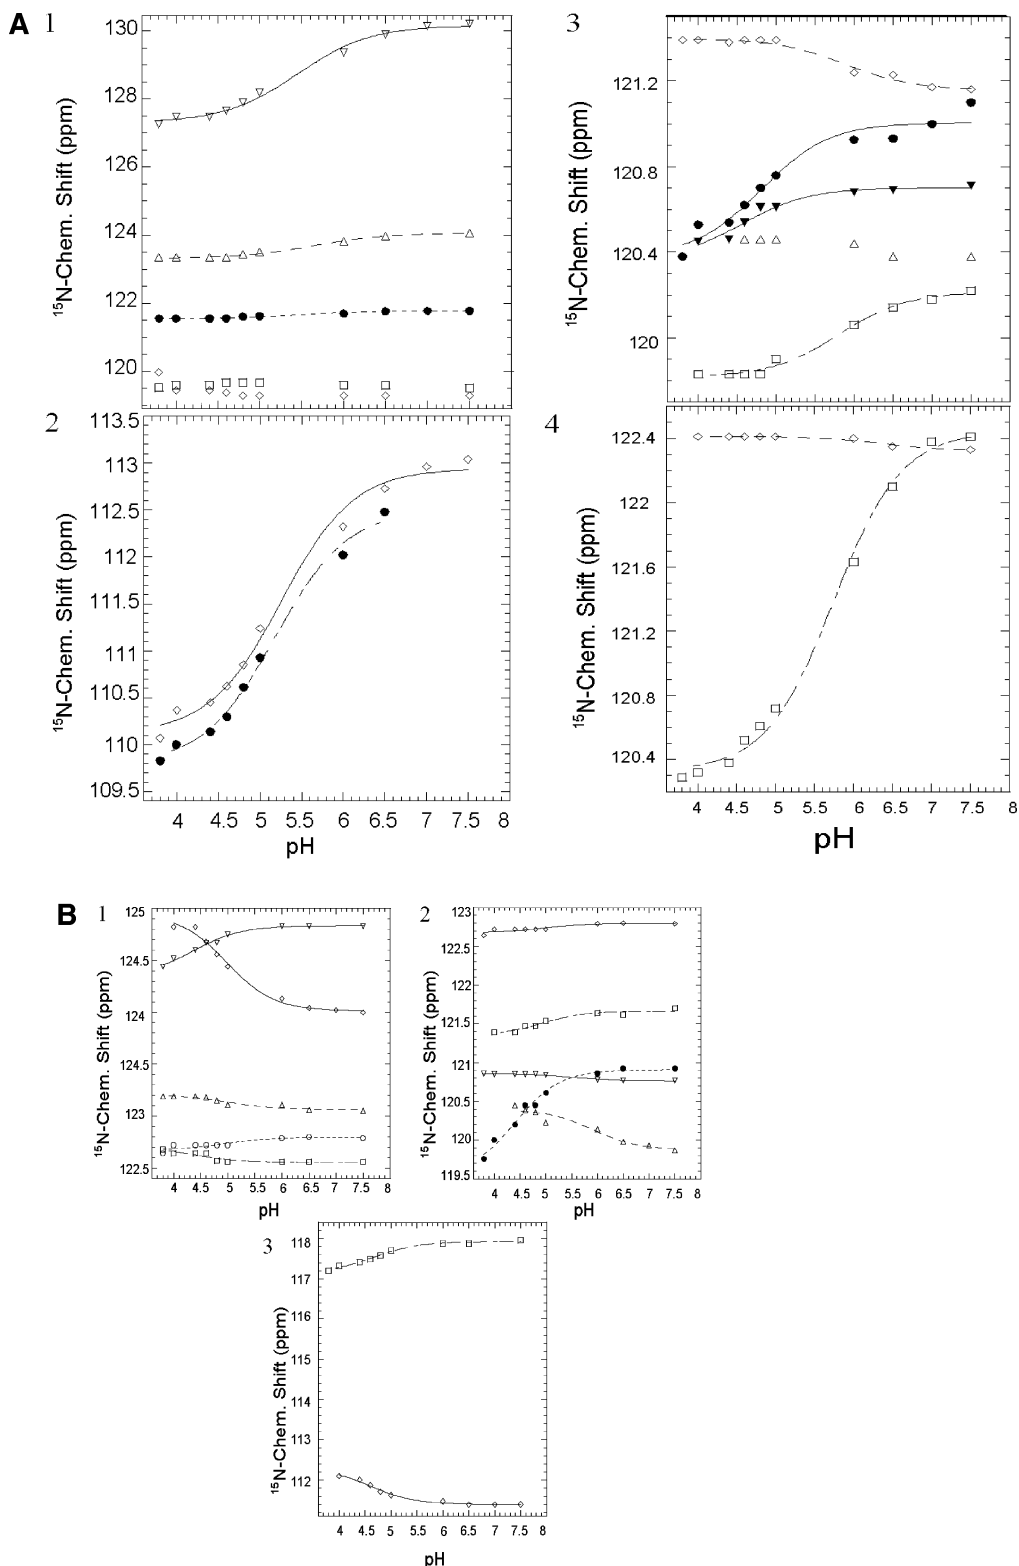 A 1
130
128
126
124
122
120
¹⁵N-Chem. Shift (ppm)
3
121.2
120.8
120.4
120
¹⁵N-Chem. Shift (ppm)
2
113.5
113
112.5
112
111.5
111
110.5
110
109.5
¹⁵N-Chem. Shift (ppm)
4 4.5 5 5.5 6 6.5 7 7.5 8
pH
4
122.4
122
121.6
121.2
120.8
120.4
¹⁵N-Chem. Shift (ppm)
4 4.5 5 5.5 6 6.5 7 7.5 8
pH
B 1
125
124.5
124
124.5
123
122.5
¹⁵N-Chem. Shift (ppm)
4 4.5 5 5.5 6 6.5 7 7.5 8
pH
2
123
122.5
122
121.5
121
120.5
120
119.5
¹⁵N-Chem. Shift (ppm)
4 4.5 5 5.5 6 6.5 7 7.5 8
pH
3
118
117
116
115
114
113
112
¹⁵N-Chem. Shift (ppm)
4 4.5 5 5.5 6 6.5 7 7.5 8
pH